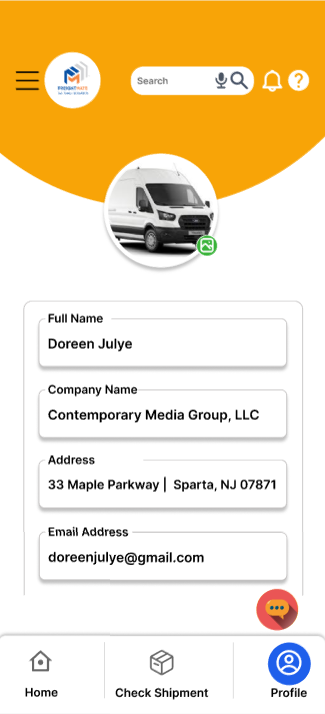 Search
FREIGHTMATE
Full Name
Doreen Julye
Company Name
Contemporary Media Group, LLC
Address
33 Maple Parkway | Sparta, NJ 07871
Email Address
doreenjulye@gmail.com
Home
Check Shipment
Profile